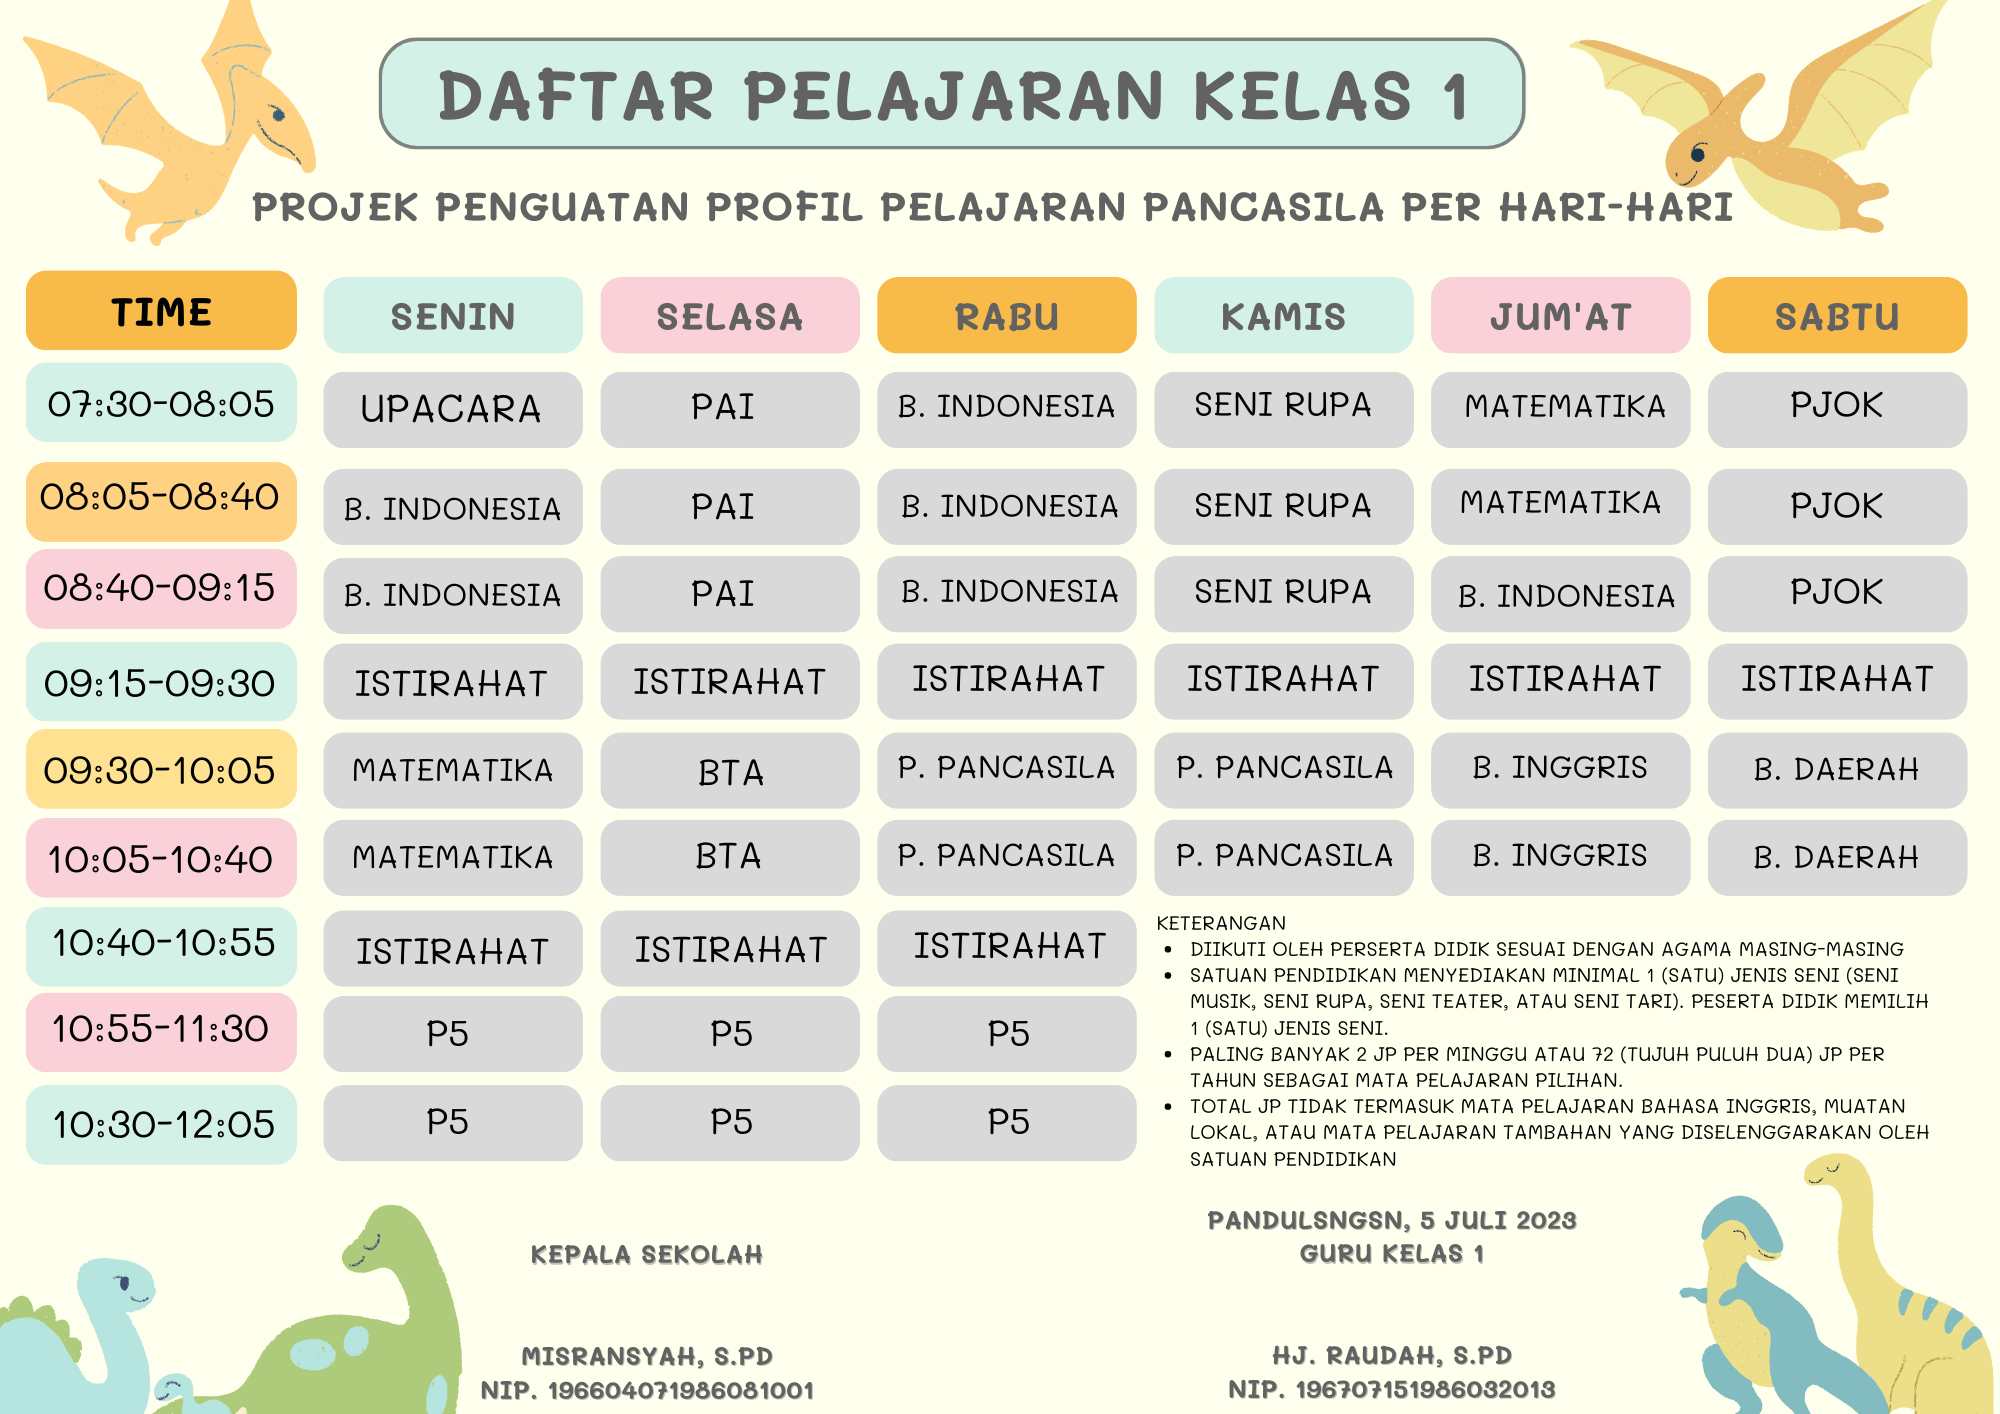 DAFTAR PELAJARAN KELAS 1
PROJEK PENGUATAN PROFIL PELAJARAN PANCASILA PER HARI-HARI
TIME SENIN SELASA RABU KAMIS JUM'AT SABTU
07:30-08:05 UPACARA PAI B. INDONESIA SENI RUPA MATEMATIKA PJOK
08:05-08:40 B. INDONESIA PAI B. INDONESIA SENI RUPA MATEMATIKA PJOK
08:40-09:15 B. INDONESIA PAI B. INDONESIA SENI RUPA B. INDONESIA PJOK
09:15-09:30 ISTIRAHAT ISTIRAHAT ISTIRAHAT ISTIRAHAT ISTIRAHAT ISTIRAHAT
09:30-10:05 MATEMATIKA BTA P. PANCASILA P. PANCASILA B. INGGRIS B. DAERAH
10:05-10:40 MATEMATIKA BTA P. PANCASILA P. PANCASILA B. INGGRIS B. DAERAH
10:40-10:55 ISTIRAHAT ISTIRAHAT ISTIRAHAT
10:55-11:30 P5 P5 P5
10:30-12:05 P5 P5 P5
KETERANGAN
• DIIKUTI OLEH PERSERTA DIDIK SESUAI DENGAN AGAMA MASING-MASING
• SATUAN PENDIDIKAN MENYEDIAKAN MINIMAL 1 (SATU) JENIS SENI (SENI
MUSIK, SENI RUPA, SENI TEATER, ATAU SENI TARI). PESERTA DIDIK MEMILIH
1 (SATU) JENIS SENI.
• PALING BANYAK 2 JP PER MINGGU ATAU 72 (TUJUH PULUH DUA) JP PER
TAHUN SEBAGAI MATA PELAJARAN PILIHAN.
• TOTAL JP TIDAK TERMASUK MATA PELAJARAN BAHASA INGGRIS, MUATAN
LOKAL, ATAU MATA PELAJARAN TAMBAHAN YANG DISELENGGARAKAN OLEH
SATUAN PENDIDIKAN
KEPALA SEKOLAH
MISRANSYAH, S.PD
NIP. 196604071986081001
PANDULSNGSN, 5 JULI 2023
GURU KELAS 1
HJ. RAUDAH, S.PD
NIP. 196707151986032013